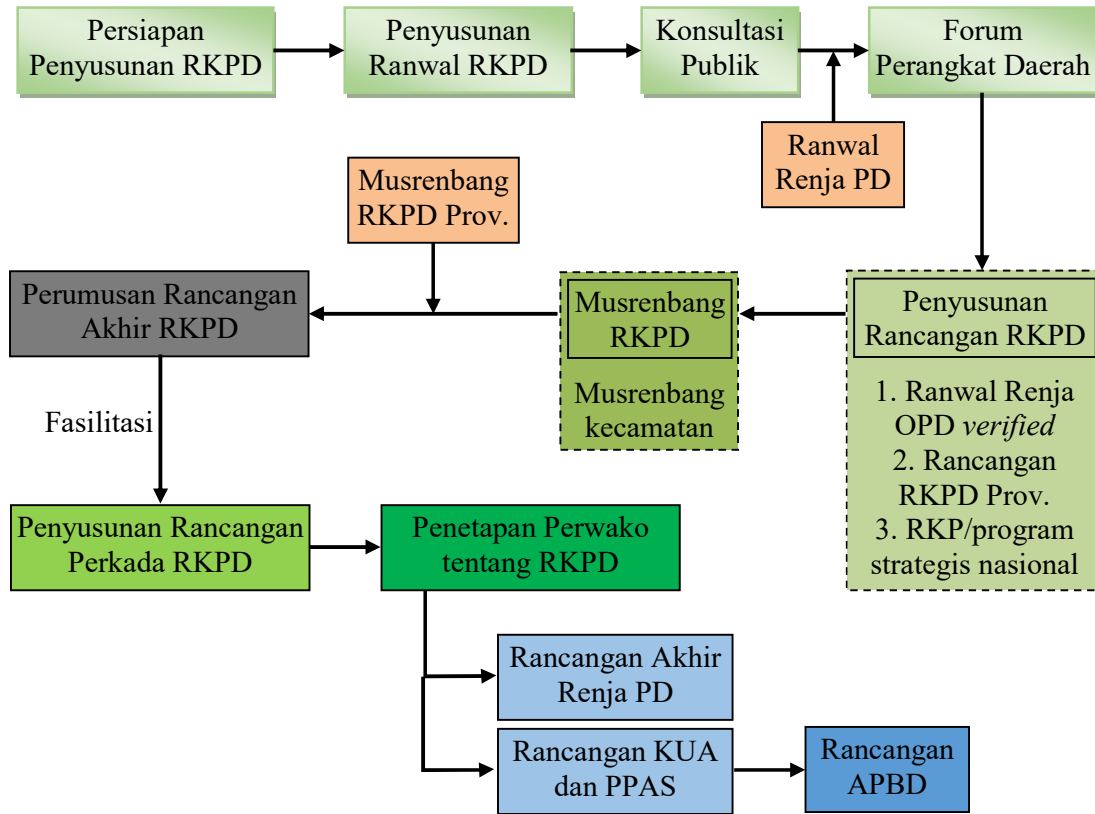 Persiapan
Penyusunan RKPD
Penyusunan
Ranwal RKPD
Konsultasi
Publik
Forum
Perangkat Daerah
Ranwal
Renja PD
Musrenbang
RKPD Prov.
Perumusan Rancangan
Akhir RKPD
Musrenbang
RKPD
Musrenbang
kecamatan
Penyusunan
Rancangan RKPD
1. Ranwal Renja
OPD verified
2. Rancangan
RKPD Prov.
3. RKP/program
strategis nasional
Fasilitasi
Penyusunan Rancangan
Perkada RKPD
Penetapan Perwako
tentang RKPD
Rancangan Akhir
Renja PD
Rancangan KUA
dan PPAS
Rancangan
APBD